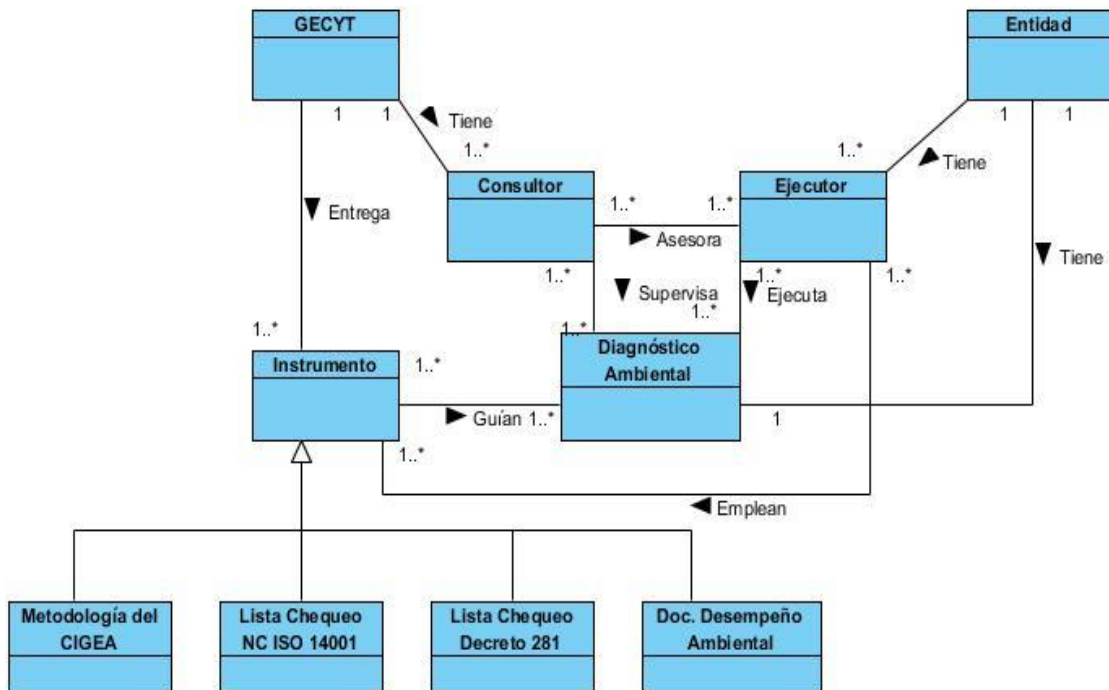 GECYT
Entidad
1
1
Tiene
1
1
1..*
1..*
Tiene
Consultor
Ejecutor
1..*
1..*
Entrega
Asesora
Tiene
1..*
1..*
1..*
Supervisa
Ejecuta
1..*
1..*
1..*
Instrumento
1..*
Diagnóstico
Ambiental
Guían
1..*
1
1..*
Emplean
Metodología del
CIGEA
Lista Chequeo
NC ISO 14001
Lista Chequeo
Decreto 281
Doc. Desempeño
Ambiental